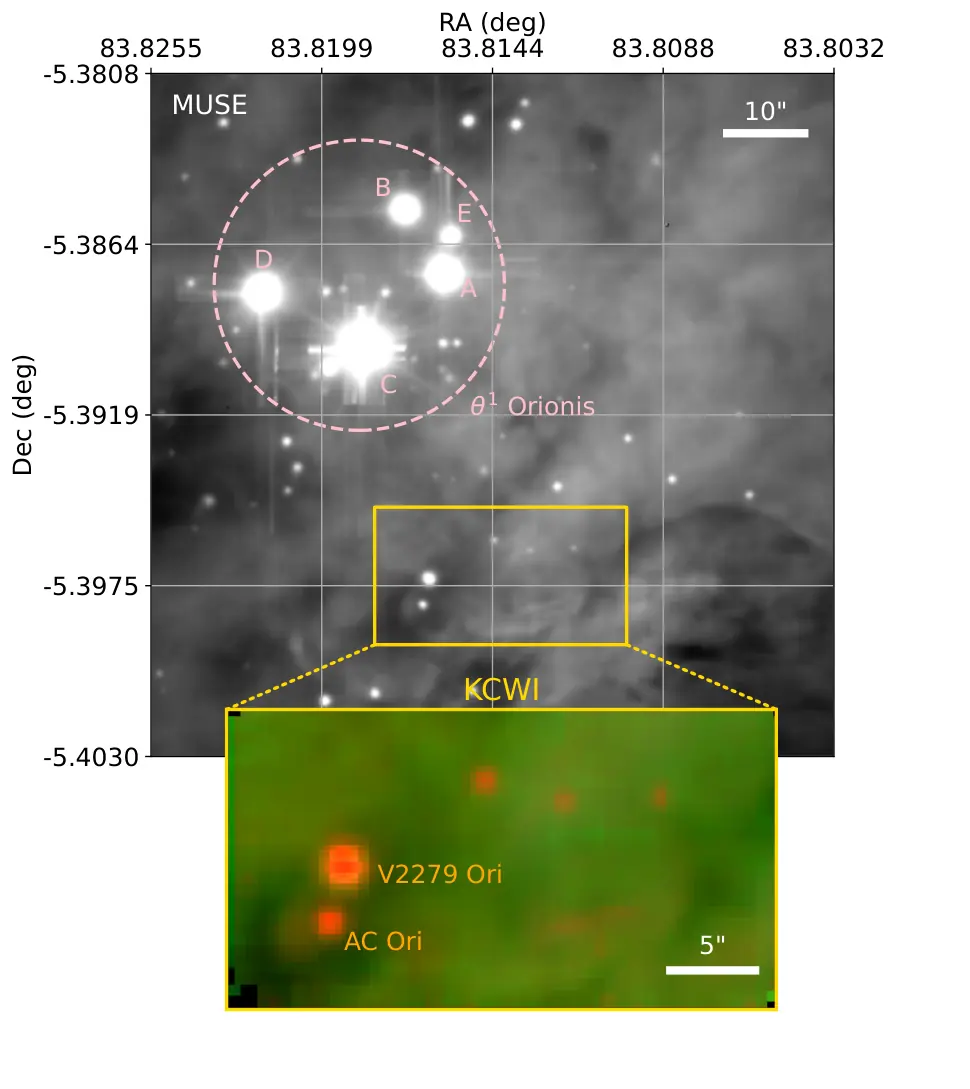 RA (deg)
83.8255 83.8199 83.8144 83.8088 83.8032
-5.3808
MUSE
10"
B
E
-5.3864
D
A
C
θ¹ Orionis
-5.3919
Dec (deg)
-5.3975
KCWI
-5.4030
V2279 Ori
AC Ori
5"